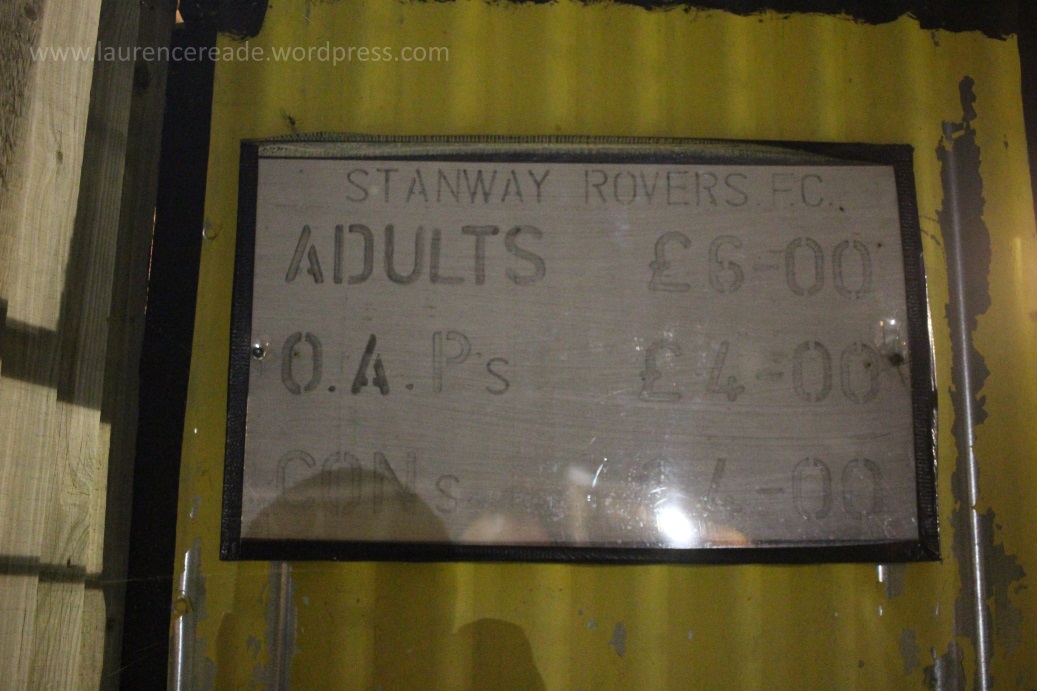 www.laurencereade.wordpress.com
STANWAY ROVERS F.C.
ADULTS £6-00
O.A.Ps £4-00
CONs £4-00